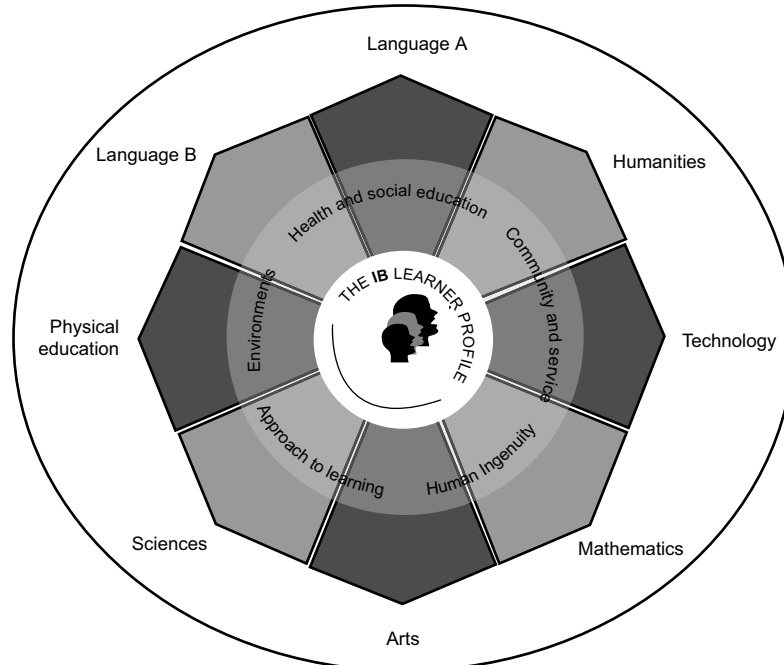 Language A
Language B
Humanities
Health and social education
Community and service
THE IB LEARNER PROFILE
Environments
Physical
education
Technology
Approach to learning
Human Ingenuity
Sciences
Mathematics
Arts